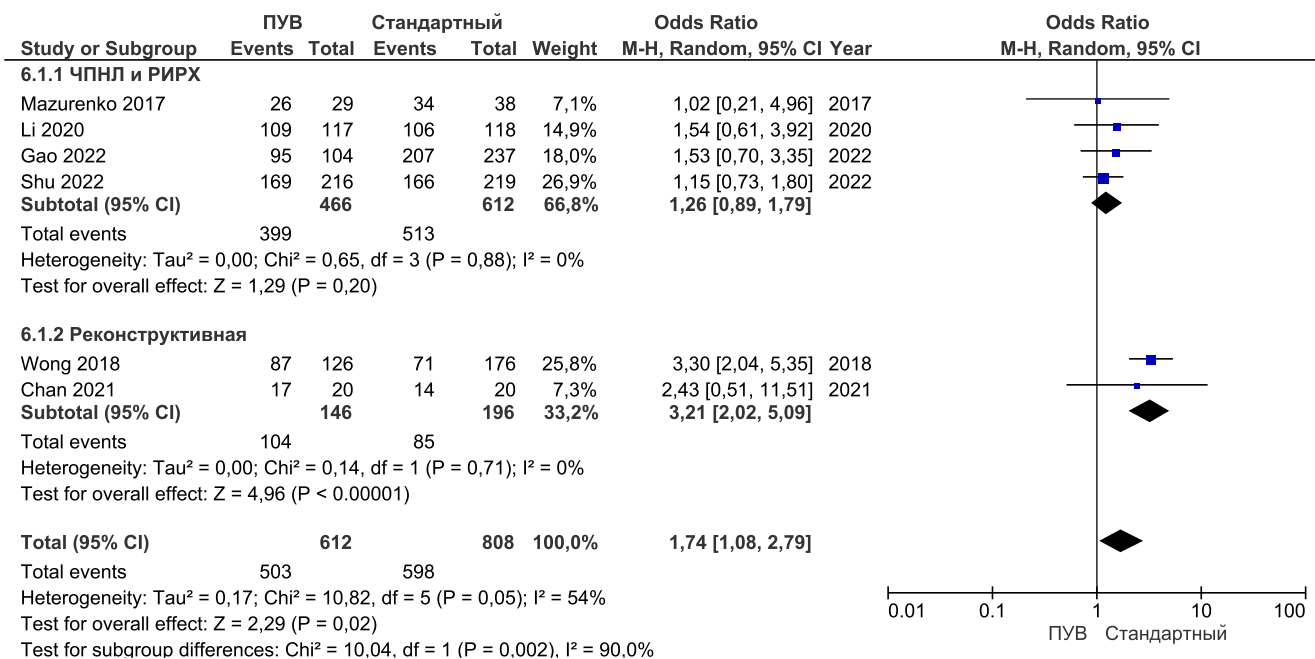 ПУВ Стандартный Odds Ratio Odds Ratio
Study or Subgroup Events Total Events Total Weight M-H, Random, 95% CI Year M-H, Random, 95% CI
6.1.1 ЧПНЛ и РИРХ
Mazurenko 2017 26 29 34 38 7,1% 1,02 [0,21, 4,96] 2017
Li 2020 109 117 106 118 14,9% 1,54 [0,61, 3,92] 2020
Gao 2022 95 104 207 237 18,0% 1,53 [0,70, 3,35] 2022
Shu 2022 169 216 166 219 26,9% 1,15 [0,73, 1,80] 2022
Subtotal (95% CI) 466 612 66,8% 1,26 [0,89, 1,79]
Total events 399 513
Heterogeneity: Tau² = 0,00; Chi² = 0,65, df = 3 (P = 0,88); I² = 0%
Test for overall effect: Z = 1,29 (P = 0,20)
6.1.2 Реконструктивная
Wong 2018 87 126 71 176 25,8% 3,30 [2,04, 5,35] 2018
Chan 2021 17 20 14 20 7,3% 2,43 [0,51, 11,51] 2021
Subtotal (95% CI) 146 196 33,2% 3,21 [2,02, 5,09]
Total events 104 85
Heterogeneity: Tau² = 0,00; Chi² = 0,14, df = 1 (P = 0,71); I² = 0%
Test for overall effect: Z = 4,96 (P < 0.00001)
Total (95% CI) 612 808 100,0% 1,74 [1,08, 2,79]
Total events 503 598
Heterogeneity: Tau² = 0,17; Chi² = 10,82, df = 5 (P = 0,05); I² = 54%
Test for overall effect: Z = 2,29 (P = 0,02)
Test for subgroup differences: Chi² = 10,04, df = 1 (P = 0,002), I² = 90,0%
0.01 0.1 1 10 100
ПУВ Стандартный